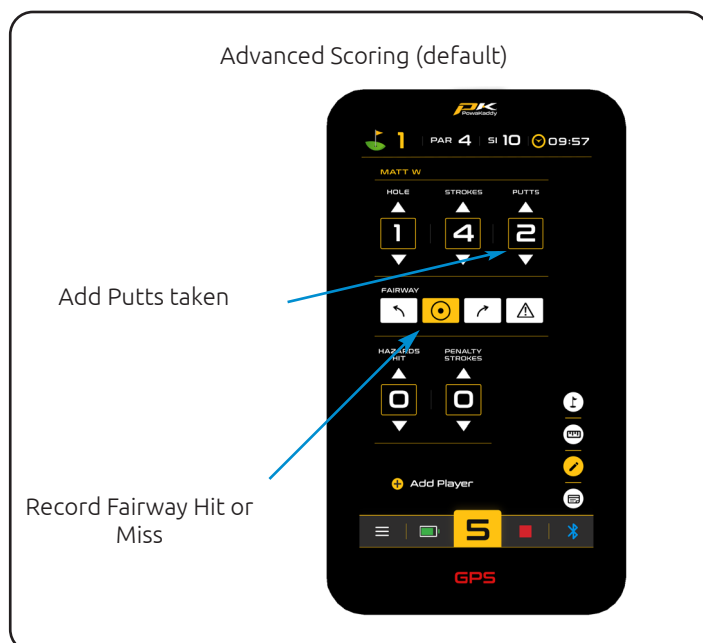 Advanced Scoring (default)
PK
PowaKaddy
1 PAR 4 SI 10 09:57
MATT W
HOLE STROKES PUTTS
1 4 2
Add Putts taken
FAIRWAY
HAZARDS HIT PENALTY STROKES
0 0
Record Fairway Hit or
Miss
Add Player
5
GPS